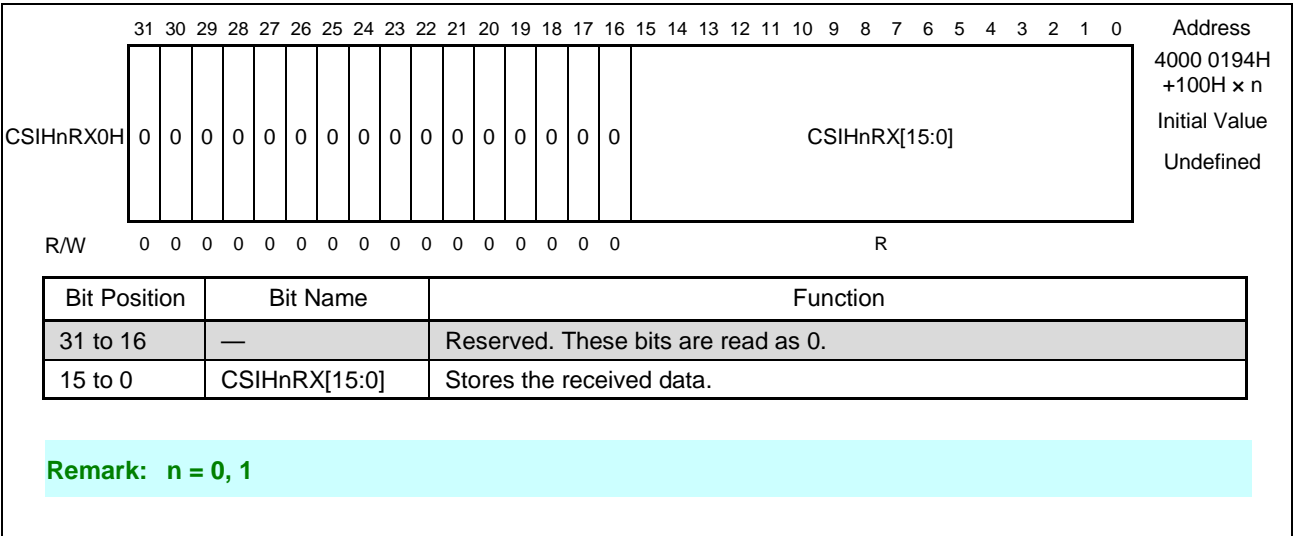 31 30 29 28 27 26 25 24 23 22 21 20 19 18 17 16 15 14 13 12 11 10 9 8 7 6 5 4 3 2 1 0 Address
4000 0194H
+100H × n
CSIHnRX0H 0 0 0 0 0 0 0 0 0 0 0 0 0 0 0 0 CSIHnRX[15:0]
Initial Value
Undefined
R/W 0 0 0 0 0 0 0 0 0 0 0 0 0 0 0 0 R
Bit Position Bit Name Function
31 to 16 — Reserved. These bits are read as 0.
15 to 0 CSIHnRX[15:0] Stores the received data.
Remark: n = 0, 1